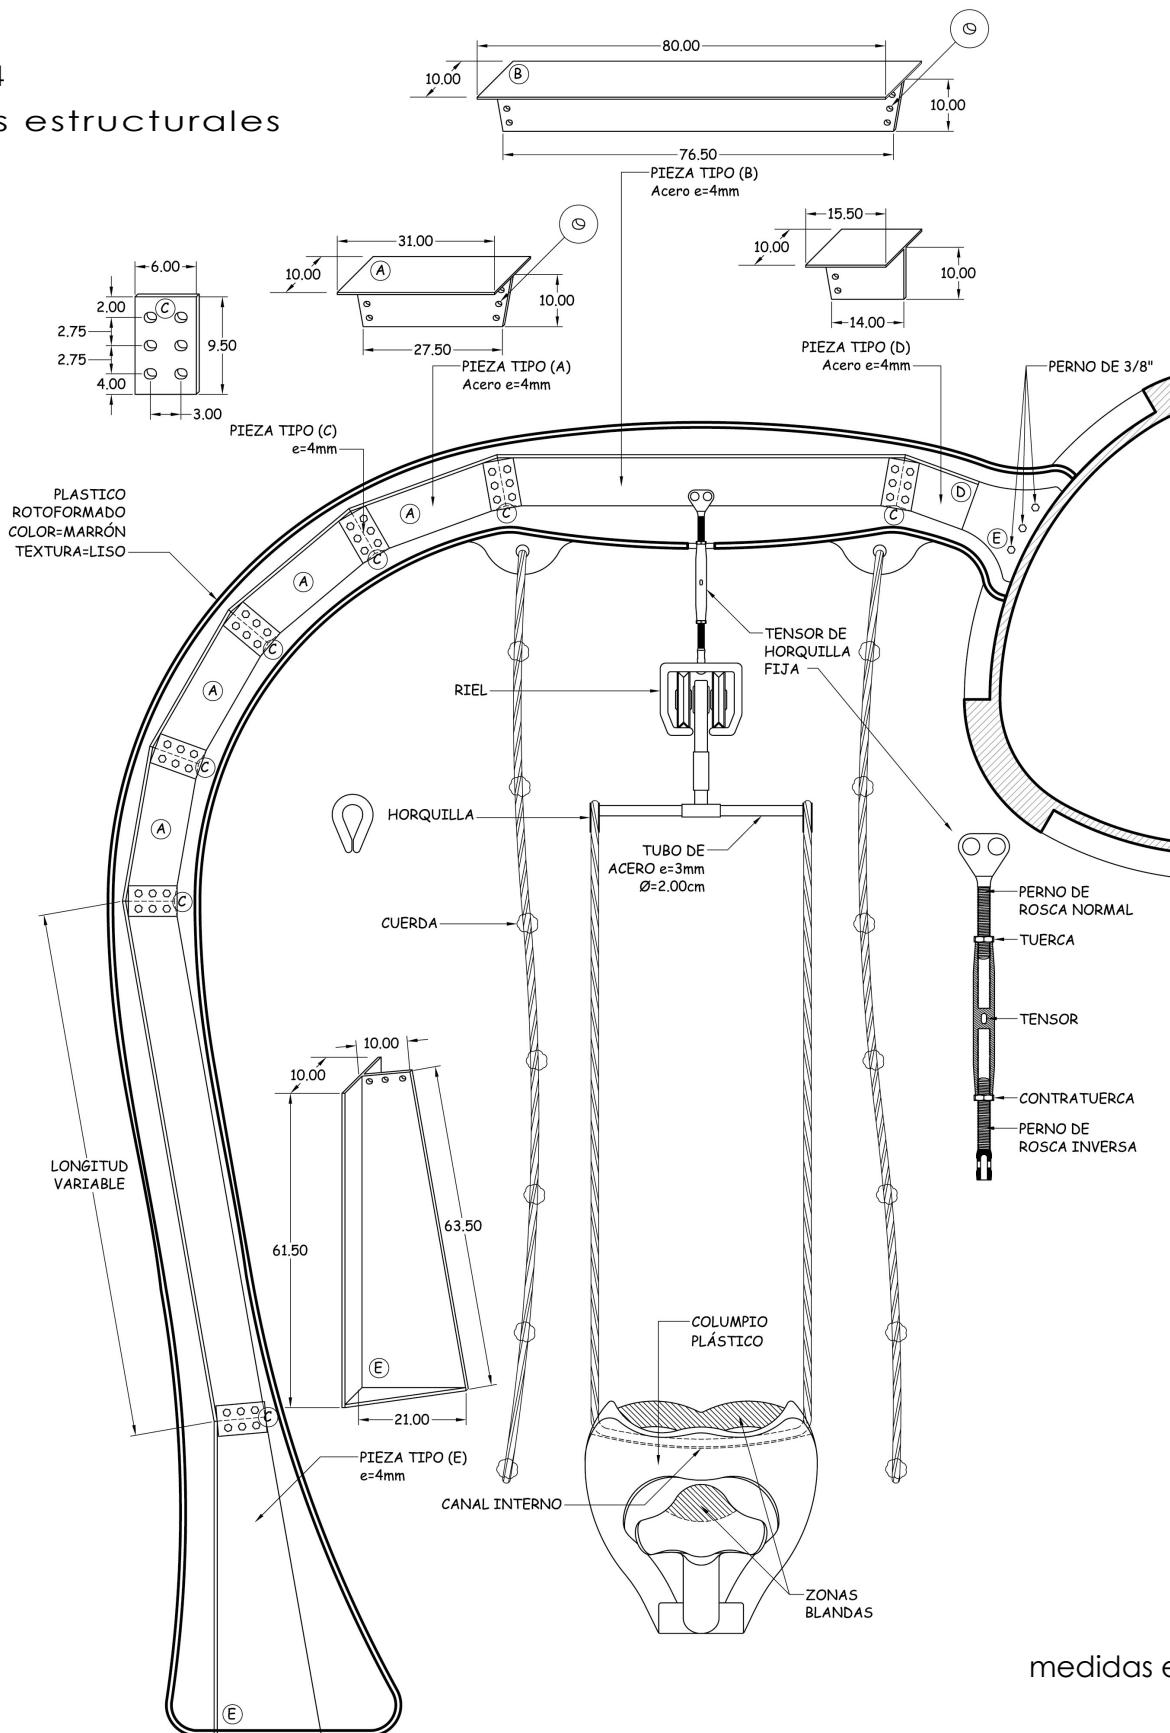 4
s estructurales
80.00
10.00
B
10.00
76.50
PIEZA TIPO (B)
Acero e=4mm
31.00
10.00
A
10.00
27.50
PIEZA TIPO (A)
Acero e=4mm
15.50
10.00
10.00
14.00
PIEZA TIPO (D)
Acero e=4mm
6.00
2.00
C
2.75
9.50
2.75
4.00
3.00
PIEZA TIPO (C)
e=4mm
PERNO DE 3/8"
PLASTICO
ROTOFORMADO
COLOR=MARRÓN
TEXTURA=LISO
A
C
C
D
E
C
A
C
A
C
A
C
TENSOR DE
HORQUILLA
FIJA
RIEL
HORQUILLA
TUBO DE
ACERO e=3mm
Ø=2.00cm
CUERDA
PERNO DE
ROSCA NORMAL
TUERCA
TENSOR
CONTRATUERCA
PERNO DE
ROSCA INVERSA
10.00
10.00
LONGITUD
VARIABLE
61.50
63.50
E
21.00
C
COLUMPIO
PLÁSTICO
PIEZA TIPO (E)
e=4mm
CANAL INTERNO
ZONAS
BLANDAS
medidas e
E